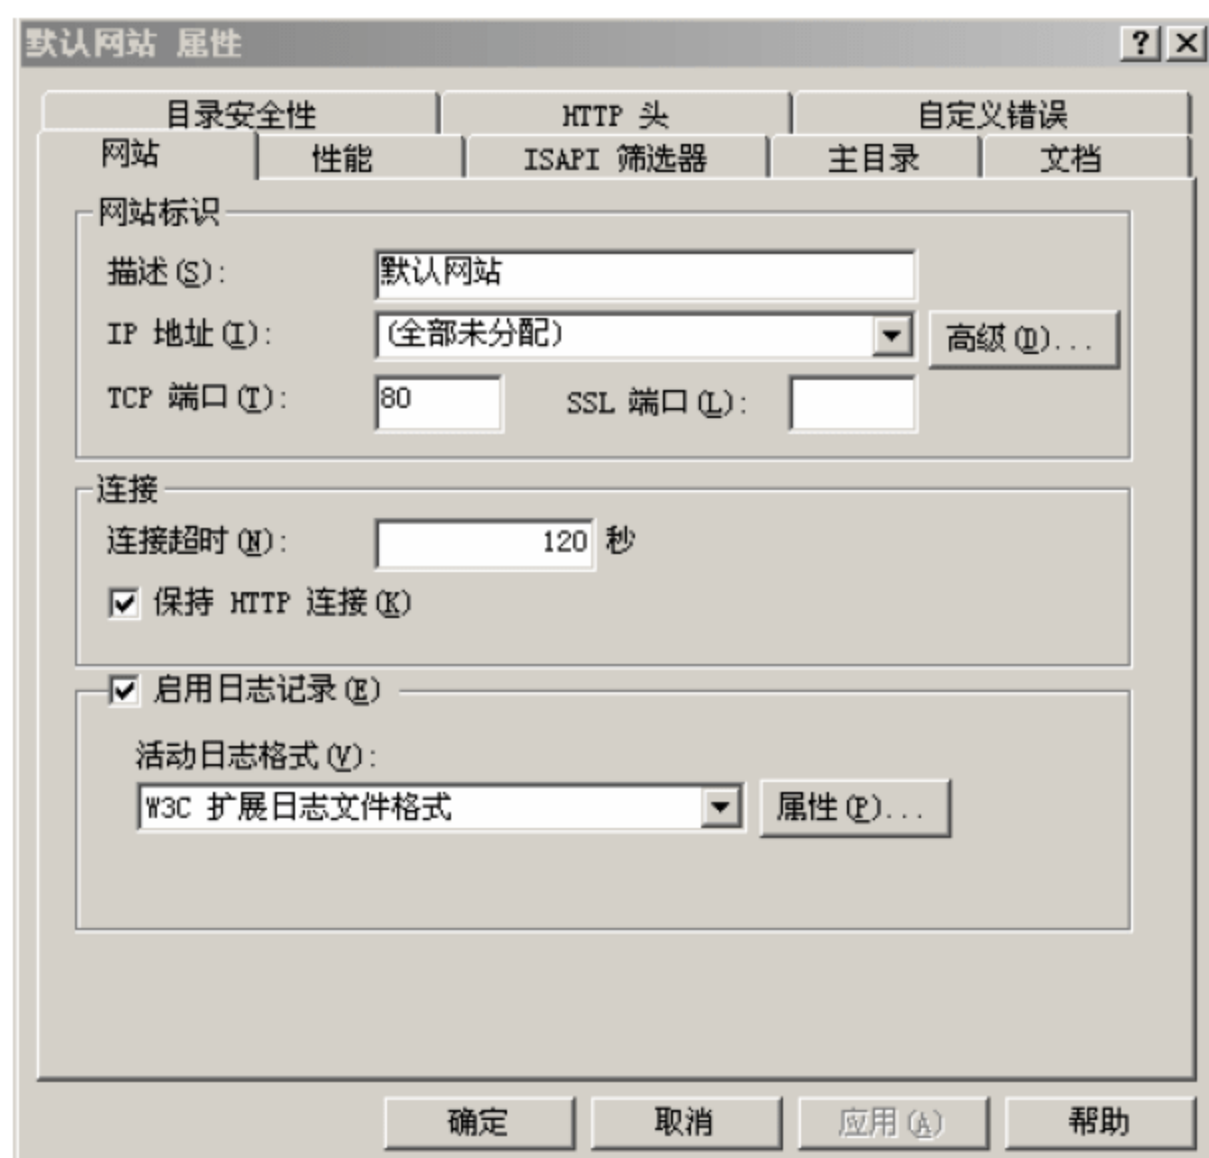 默认网站 属性
目录安全性 HTTP 头 自定义错误
网站 性能 ISAPI 筛选器 主目录 文档
网站标识
描述(S): 默认网站
IP 地址(I): (全部未分配) 高级(D)...
TCP 端口(T): 80 SSL 端口(L):
连接
连接超时(N): 120 秒
保持 HTTP 连接(K)
启用日志记录(E)
活动日志格式(V):
W3C 扩展日志文件格式 属性(P)...
确定 取消 应用(A) 帮助